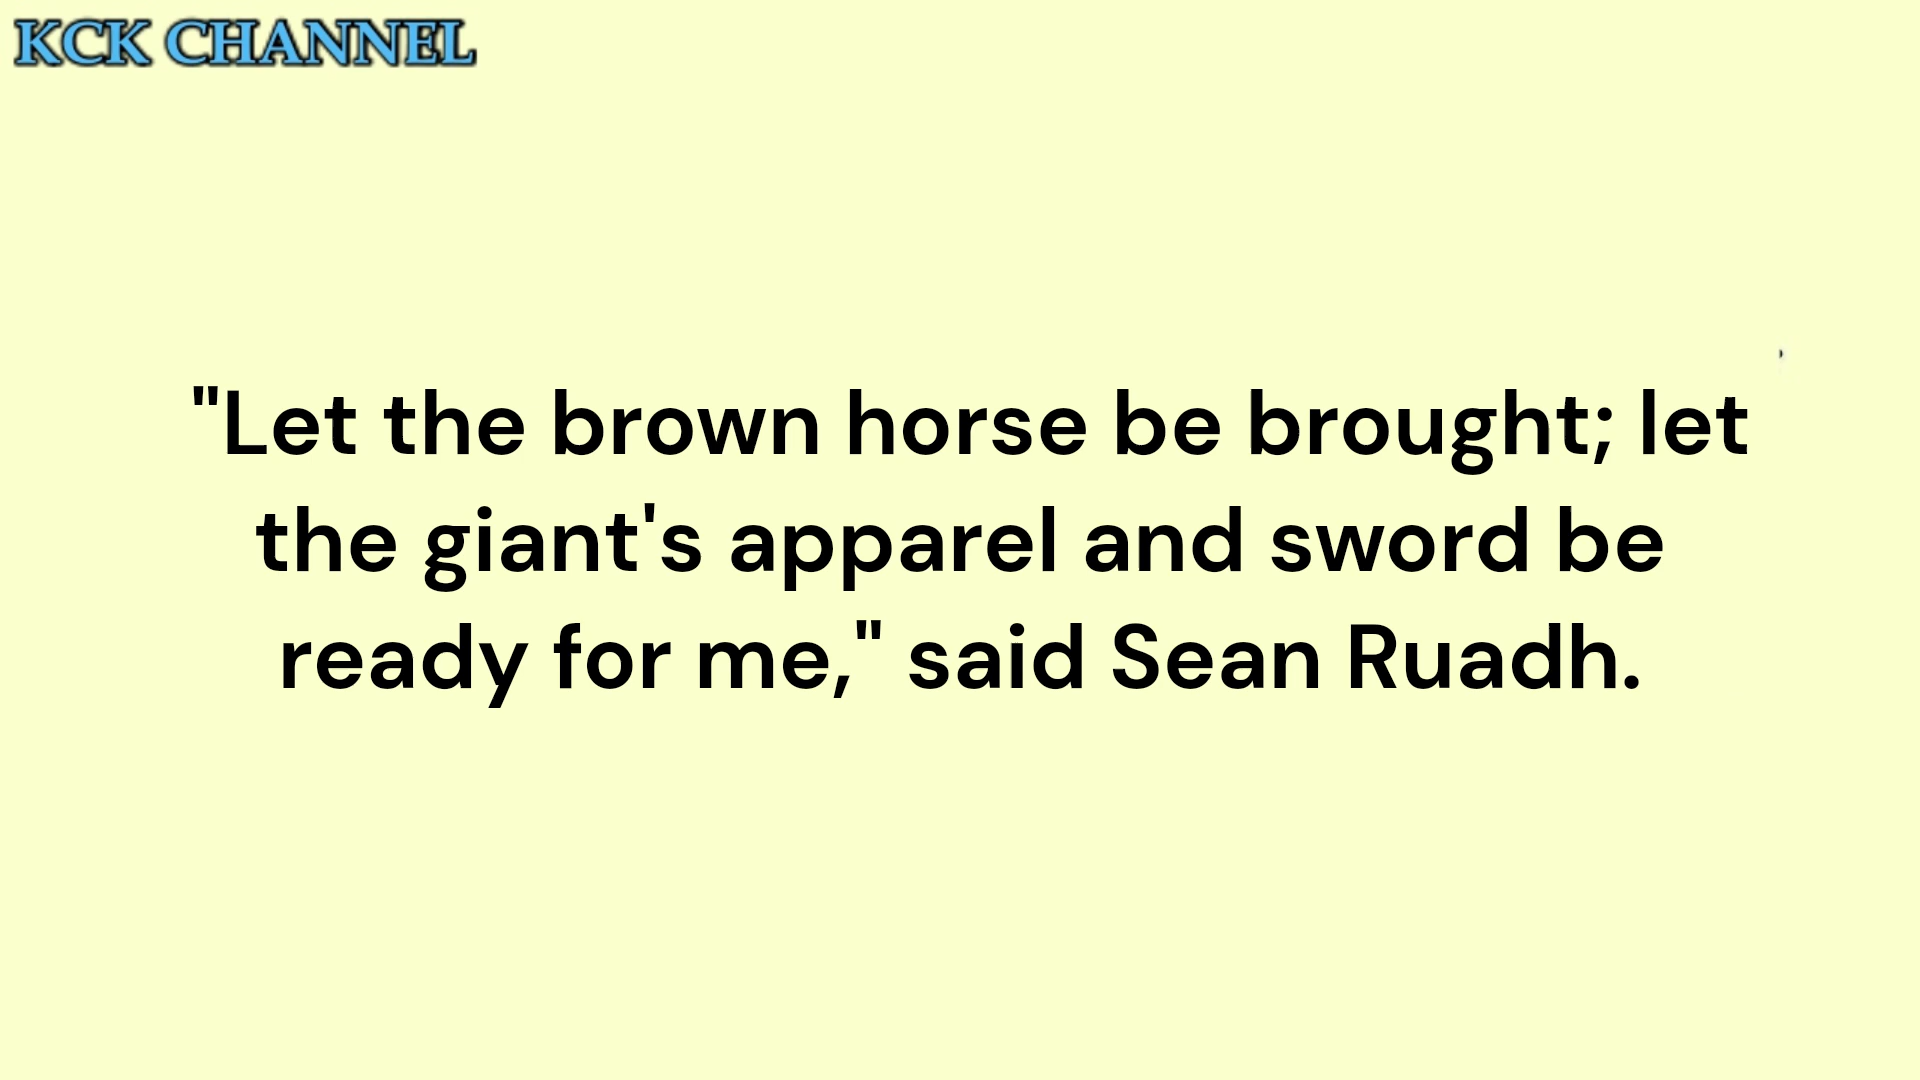 KCK CHANNEL
"Let the brown horse be brought; let
the giant's apparel and sword be
ready for me," said Sean Ruadh.